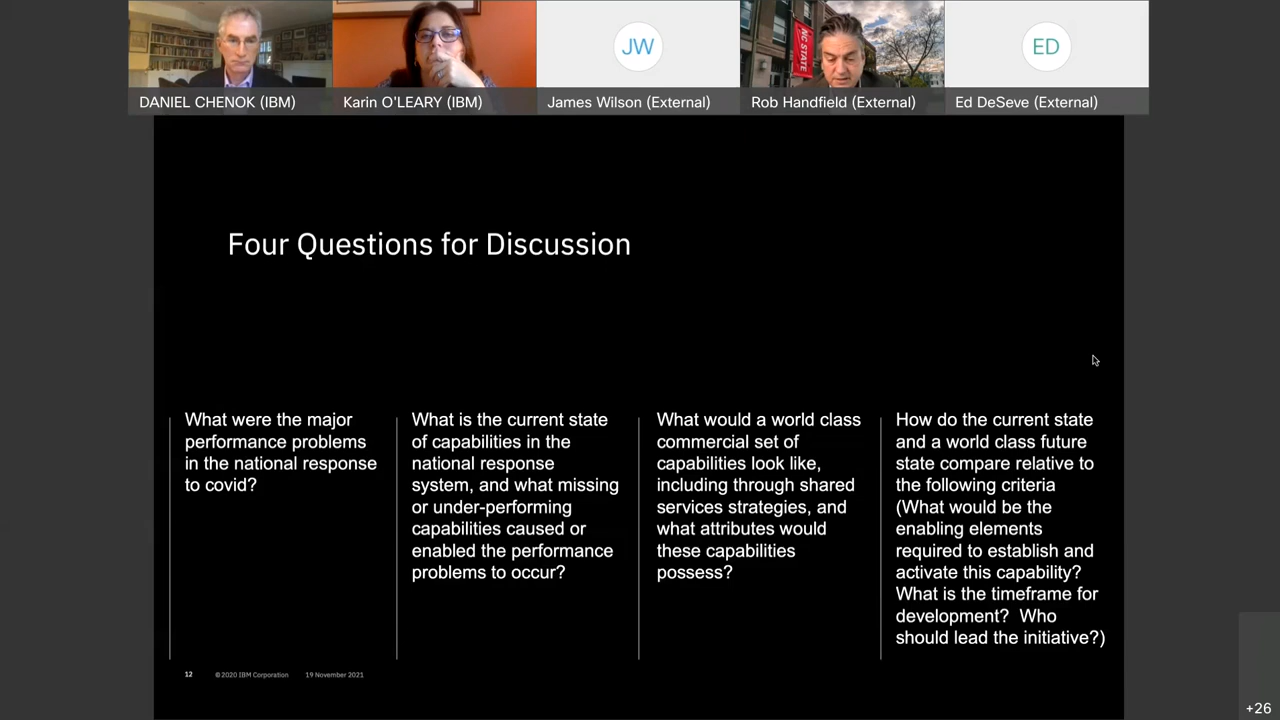 JW
NC STATE
ED
DANIEL CHENOK (IBM)
Karin O'LEARY (IBM)
James Wilson (External)
Rob Handfield (External)
Ed DeSeve (External)
Four Questions for Discussion
What were the major
performance problems
in the national response
to covid?
What is the current state
of capabilities in the
national response
system, and what missing
or under-performing
capabilities caused or
enabled the performance
problems to occur?
What would a world class
commercial set of
capabilities look like,
including through shared
services strategies, and
what attributes would
these capabilities
possess?
How do the current state
and a world class future
state compare relative to
the following criteria
(What would be the
enabling elements
required to establish and
activate this capability?
What is the timeframe for
development?  Who
should lead the initiative?)
12
©2020 IBM Corporation
19 November 2021
+26